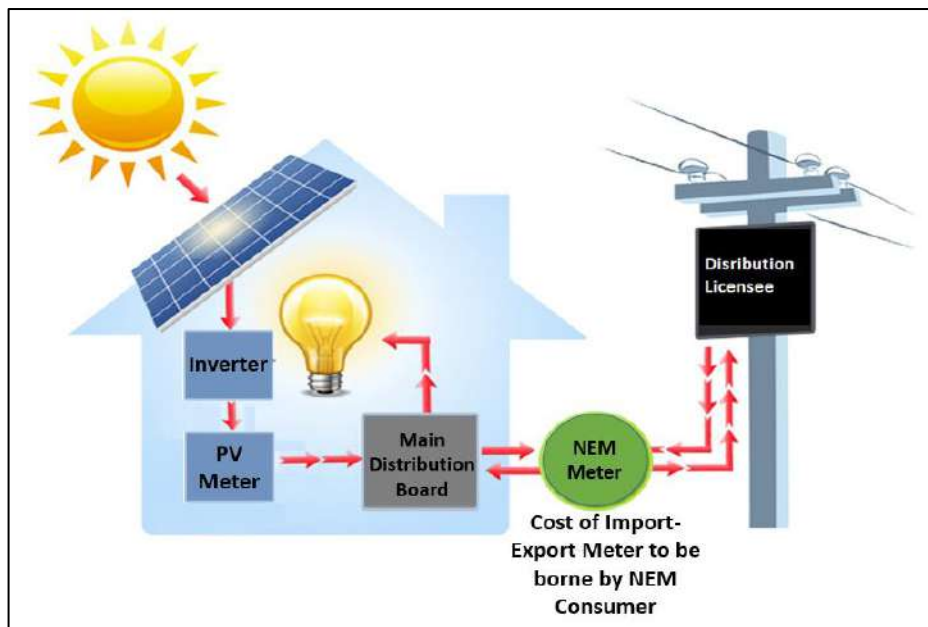 Disribution
Licensee
Inverter
PV
Meter
Main
Distribution
Board
NEM
Meter
Cost of Import-
Export Meter to be
borne by NEM
Consumer